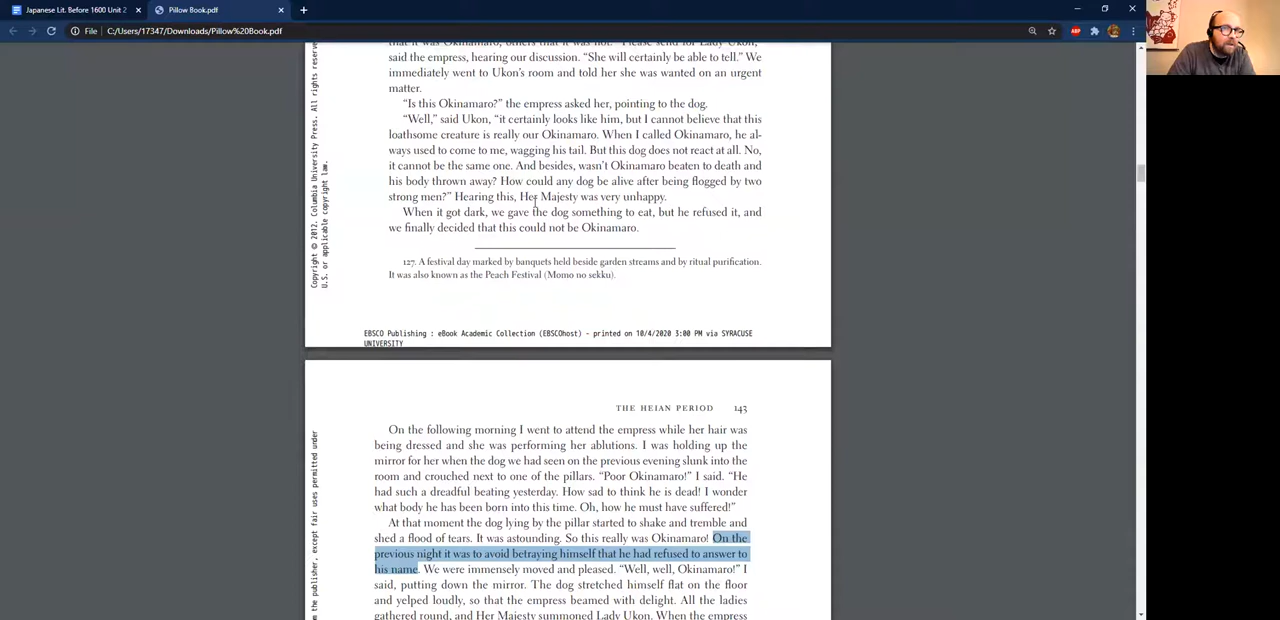 Japanese Lit. Before 1600 Unit 2
Pillow Book.pdf
File
C:/Users/17347/Downloads/Pillow%20Book.pdf
ABP
that it was Okinamaro, others that it was not. "Please send for Lady Ukon,"
said the empress, hearing our discussion. "She will certainly be able to tell." We
immediately went to Ukon's room and told her she was wanted on an urgent
matter.
"Is this Okinamaro?" the empress asked her, pointing to the dog.
"Well," said Ukon, "it certainly looks like him, but I cannot believe that this
loathsome creature is really our Okinamaro. When I called Okinamaro, he al-
ways used to come to me, wagging his tail. But this dog does not react at all. No,
it cannot be the same one. And besides, wasn't Okinamaro beaten to death and
his body thrown away? How could any dog be alive after being flogged by two
strong men?" Hearing this, Her Majesty was very unhappy.
When it got dark, we gave the dog something to eat, but he refused it, and
we finally decided that this could not be Okinamaro.
127. A festival day marked by banquets held beside garden streams and by ritual purification.
It was also known as the Peach Festival (Momo no sekku).
Copyright © 2012. Columbia University Press. All rights reserve
U.S. or applicable copyright law.
EBSCO Publishing : eBook Academic Collection (EBSCOhost) - printed on 10/4/2020 3:00 PM via SYRACUSE
UNIVERSITY
THE HEIAN PERIOD 143
On the following morning I went to attend the empress while her hair was
being dressed and she was performing her ablutions. I was holding up the
mirror for her when the dog we had seen on the previous evening slunk into the
room and crouched next to one of the pillars. "Poor Okinamaro!" I said. "He
had such a dreadful beating yesterday. How sad to think he is dead! I wonder
what body he has been born into this time. Oh, how he must have suffered!"
At that moment the dog lying by the pillar started to shake and tremble and
shed a flood of tears. It was astounding. So this really was Okinamaro! On the
previous night it was to avoid betraying himself that he had refused to answer to
his name. We were immensely moved and pleased. "Well, well, Okinamaro!" I
said, putting down the mirror. The dog stretched himself flat on the floor
and yelped loudly, so that the empress beamed with delight. All the ladies
gathered round, and Her Majesty summoned Lady Ukon. When the empress
m the publisher, except fair uses permitted under